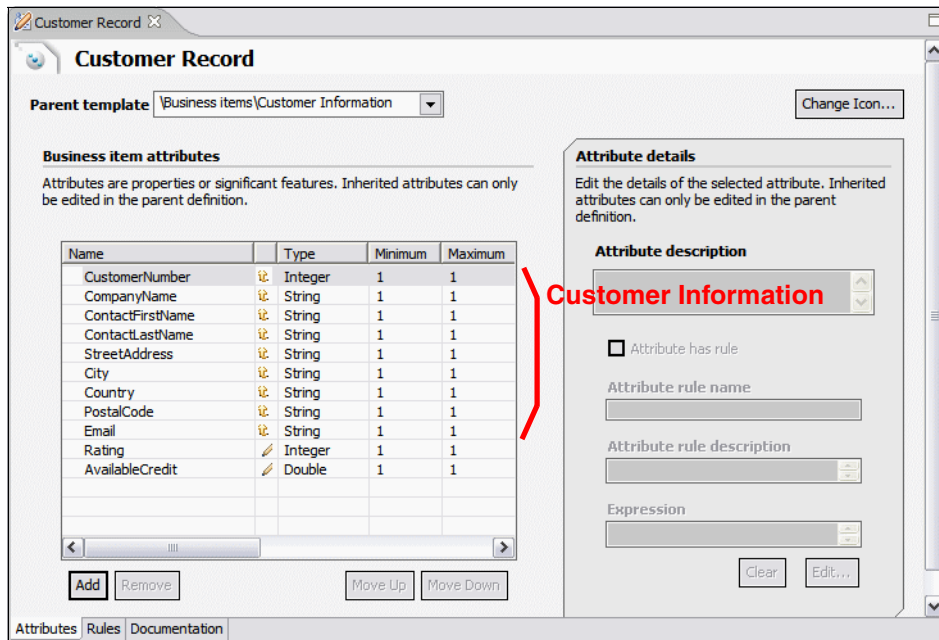 Customer Record
Customer Record
Parent template \Business items\Customer Information Change Icon...
Business item attributes
Attributes are properties or significant features. Inherited attributes can only
be edited in the parent definition.
Name Type Minimum Maximum
CustomerNumber Integer 1 1
CompanyName String 1 1
ContactFirstName String 1 1
ContactLastName String 1 1
StreetAddress String 1 1
City String 1 1
Country String 1 1
PostalCode String 1 1
Email String 1 1
Rating Integer 1 1
AvailableCredit Double 1 1
Add Remove Move Up Move Down
Attribute details
Edit the details of the selected attribute. Inherited
attributes can only be edited in the parent
definition.
Attribute description
Customer Information
Attribute has rule
Attribute rule name
Attribute rule description
Expression
Clear Edit...
Attributes Rules Documentation